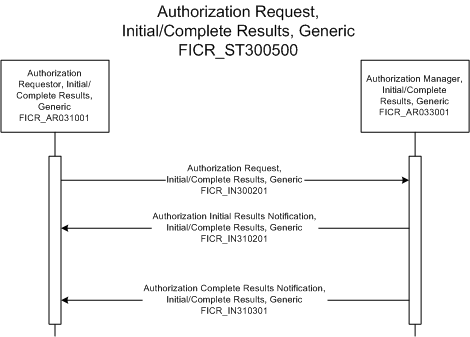 Authorization Request,
Initial/Complete Results, Generic
FICR_ST300500
Authorization
Requestor, Initial/
Complete Results,
Generic
FICR_AR031001
Authorization Manager,
Initial/Complete
Results, Generic
FICR_AR033001
Authorization Request,
Initial/Complete Results, Generic
FICR_IN300201
Authorization Initial Results Notification,
Initial/Complete Results, Generic
FICR_IN310201
Authorization Complete Results Notification,
Initial/Complete Results, Generic
FICR_IN310301